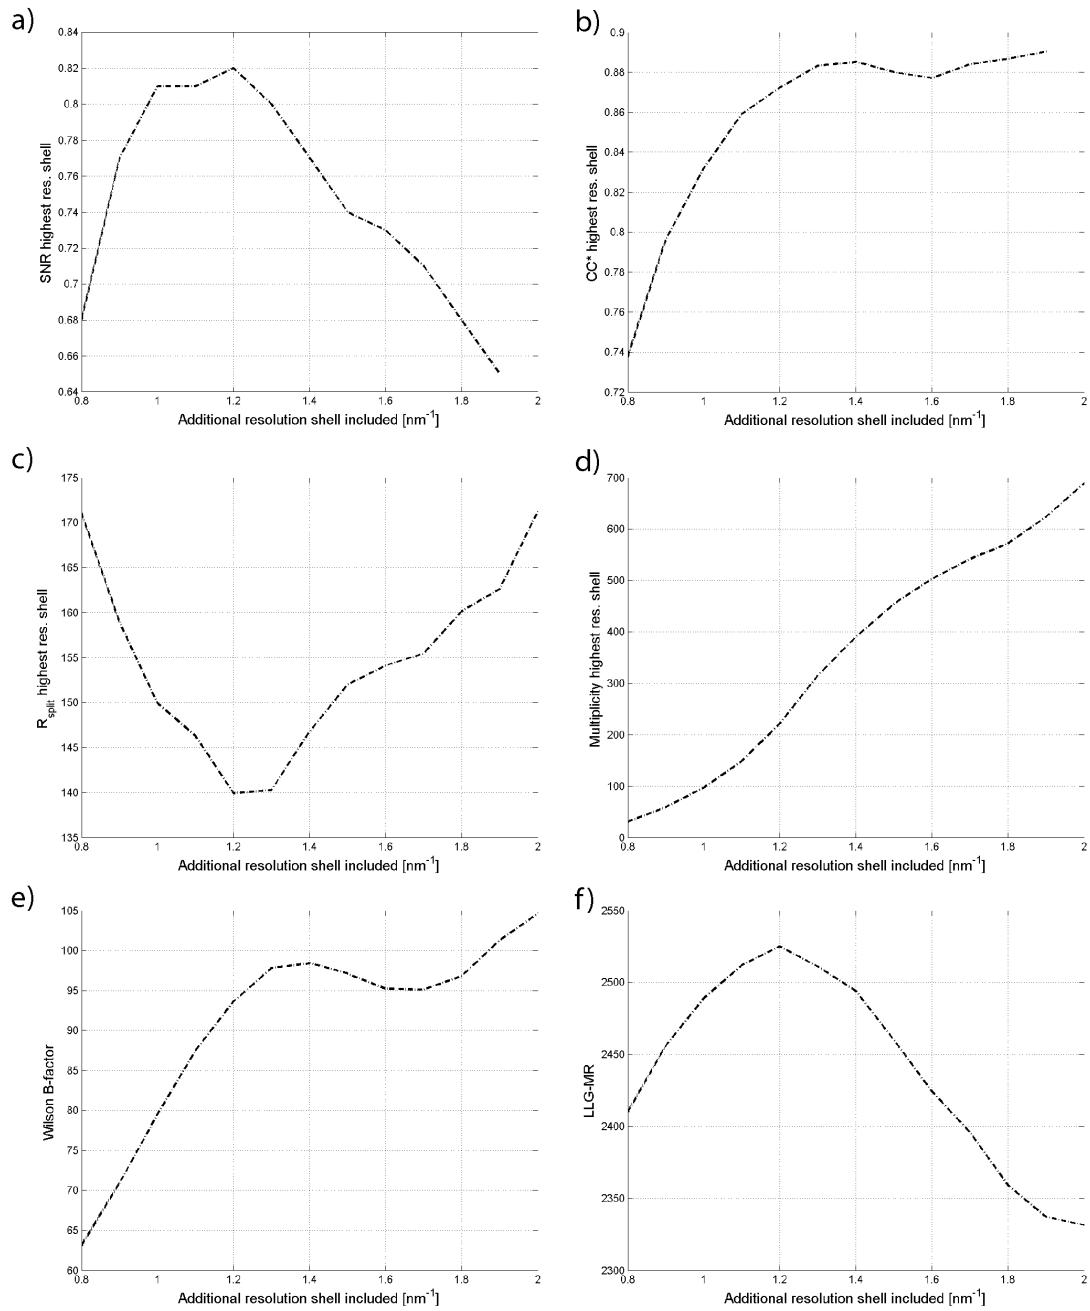 a)
0.84
0.82
0.8
0.78
0.76
0.74
0.72
0.7
0.68
0.66
0.64
SNR highest res. shell
0.8 1 1.2 1.4 1.6 1.8 2
Additional resolution shell included [nm⁻¹]
b)
0.9
0.88
0.86
0.84
0.82
0.8
0.78
0.76
0.74
0.72
CC* highest res. shell
0.8 1 1.2 1.4 1.6 1.8 2
Additional resolution shell included [nm⁻¹]
c)
175
170
165
160
155
150
145
140
135
R_split highest res. shell
0.8 1 1.2 1.4 1.6 1.8 2
Additional resolution shell included [nm⁻¹]
d)
700
600
500
400
300
200
100
0
Multiplicity highest res. shell
0.8 1 1.2 1.4 1.6 1.8 2
Additional resolution shell included [nm⁻¹]
e)
105
100
95
90
85
80
75
70
65
60
Wilson B-factor
0.8 1 1.2 1.4 1.6 1.8 2
Additional resolution shell included [nm⁻¹]
f)
2550
2500
2450
2400
2350
2300
LLG-MR
0.8 1 1.2 1.4 1.6 1.8 2
Additional resolution shell included [nm⁻¹]